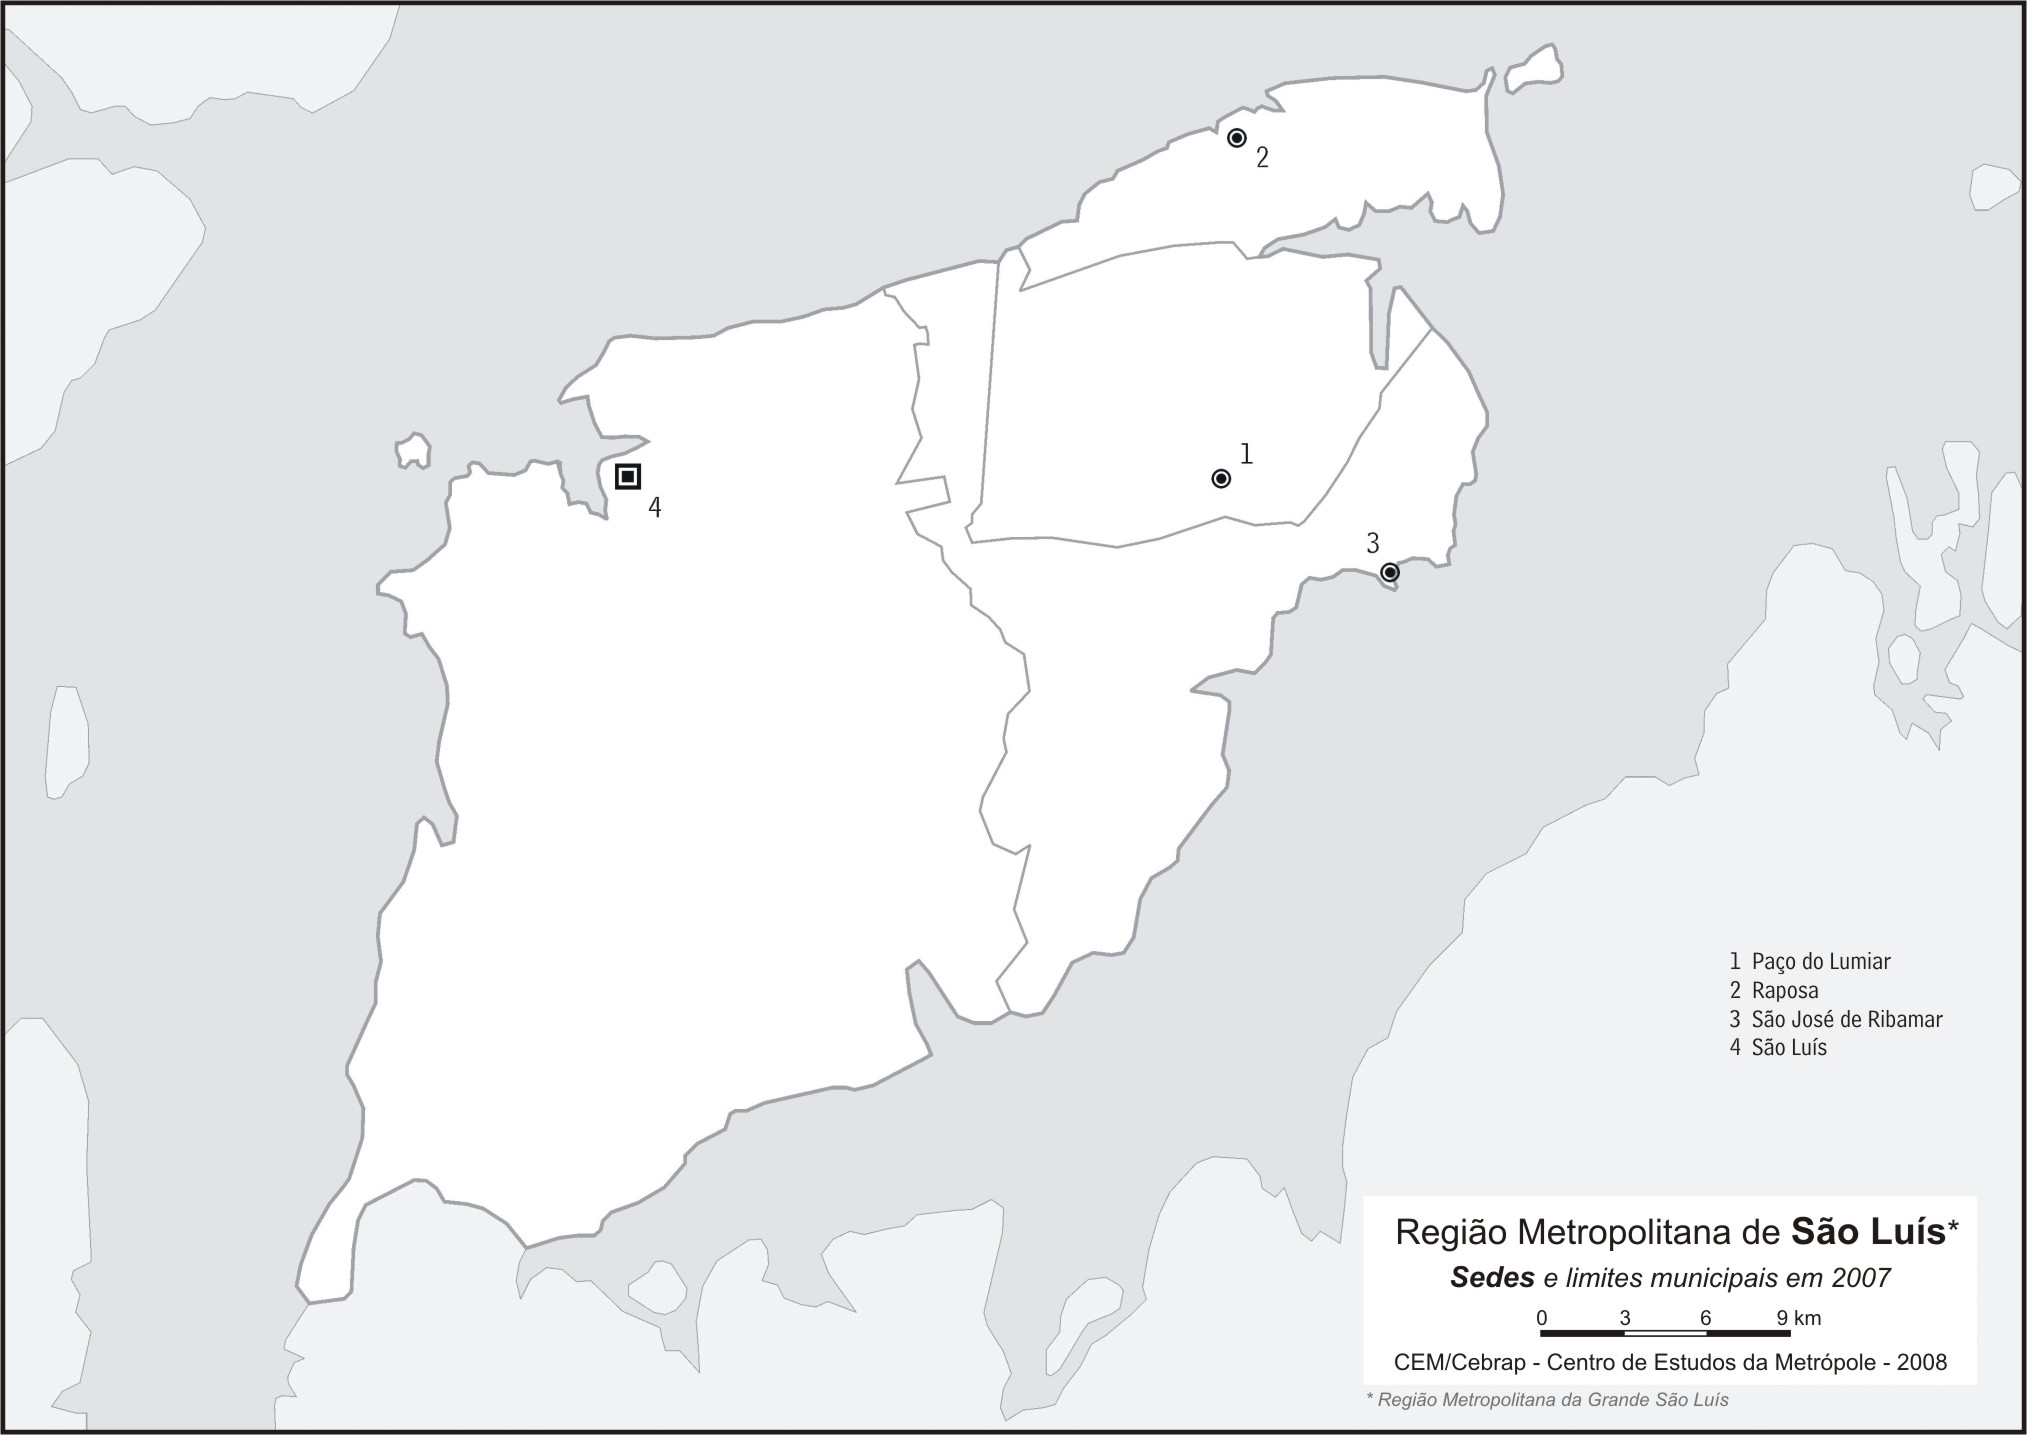 2
1
4
3
1 Paço do Lumiar
2 Raposa
3 São José de Ribamar
4 São Luís
Região Metropolitana de São Luís*
Sedes e limites municipais em 2007
0 3 6 9 km
CEM/Cebrap - Centro de Estudos da Metrópole - 2008
* Região Metropolitana da Grande São Luís